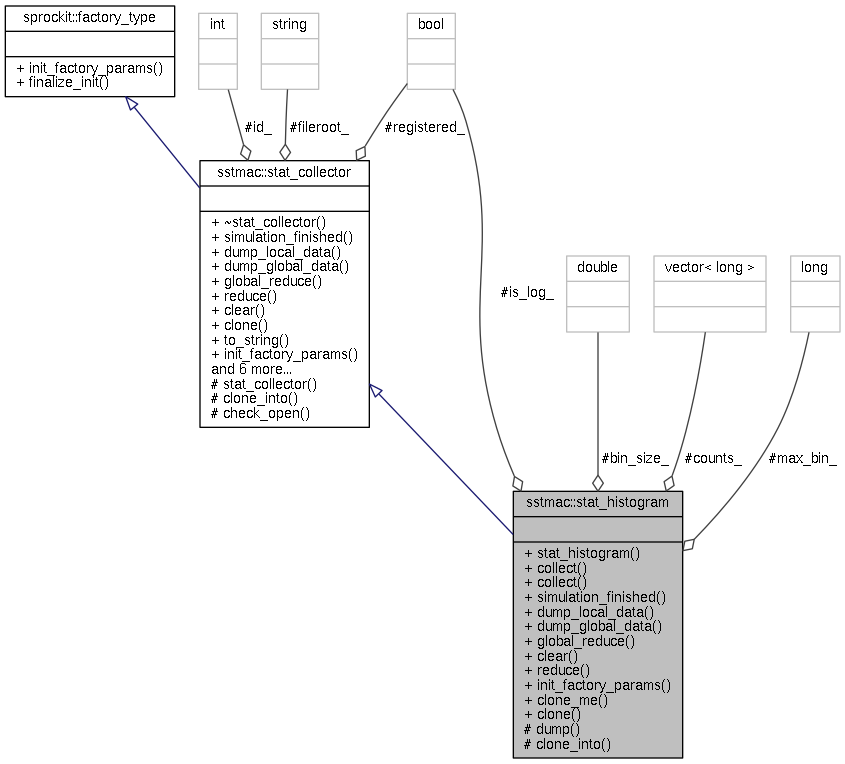 sprockit::factory_type
+ init_factory_params()
+ finalize_init()
int
string
bool
#id_
#fileroot_
#registered_
sstmac::stat_collector
+ ~stat_collector()
+ simulation_finished()
+ dump_local_data()
+ dump_global_data()
+ global_reduce()
+ reduce()
+ clear()
+ clone()
+ to_string()
+ init_factory_params()
and 6 more...
# stat_collector()
# clone_into()
# check_open()
double
vector< long >
long
#is_log_
#bin_size_
#counts_
#max_bin_
sstmac::stat_histogram
+ stat_histogram()
+ collect()
+ collect()
+ simulation_finished()
+ dump_local_data()
+ dump_global_data()
+ global_reduce()
+ clear()
+ reduce()
+ init_factory_params()
+ clone_me()
+ clone()
# dump()
# clone_into()